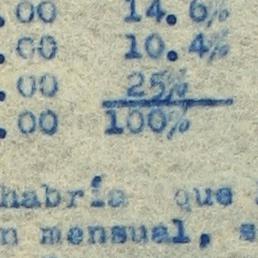 .00 14.6%
.00 10.4%
.00 25%
.00 100%
habría que
n mensual, s